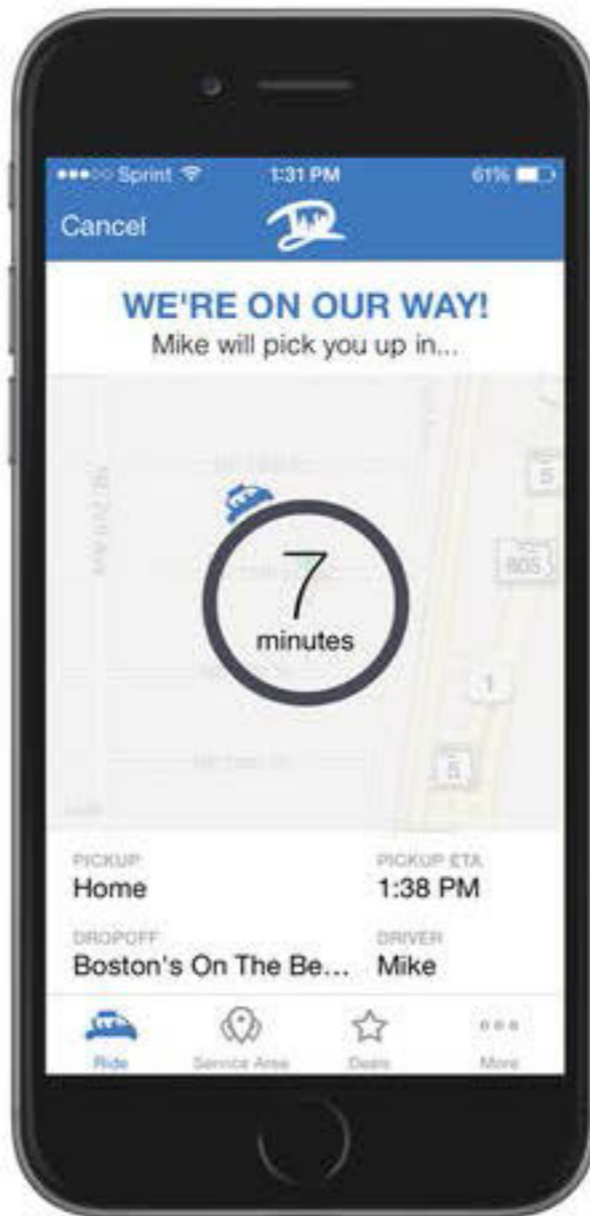 Sprint
1:31 PM
61%
Cancel
WE'RE ON OUR WAY!
Mike will pick you up in...
7
minutes
805
1
5
PICKUP
Home
PICKUP ETA
1:38 PM
DROPOFF
Boston's On The Be...
DRIVER
Mike
Ride
Service Area
Deals
More